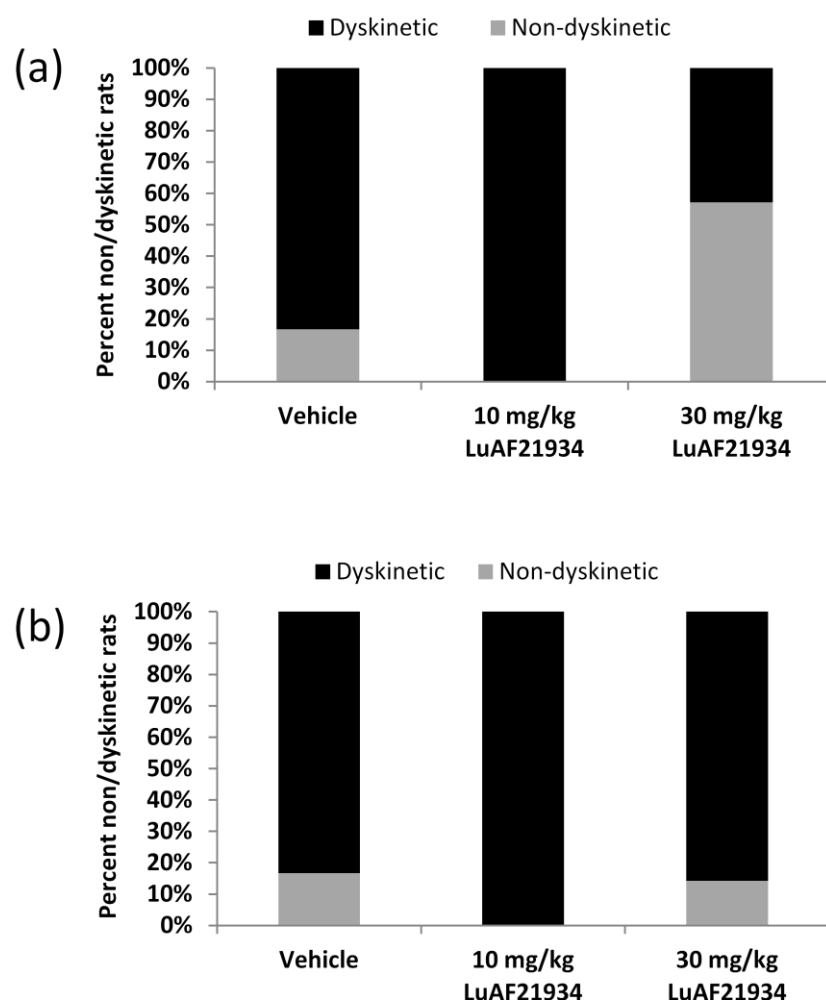 Dyskinetic Non-dyskinetic
(a)
Percent non/dyskinetic rats
100%
90%
80%
70%
60%
50%
40%
30%
20%
10%
0%
Vehicle 10 mg/kg 30 mg/kg
LuAF21934 LuAF21934
Dyskinetic Non-dyskinetic
(b)
Percent non/dyskinetic rats
100%
90%
80%
70%
60%
50%
40%
30%
20%
10%
0%
Vehicle 10 mg/kg 30 mg/kg
LuAF21934 LuAF21934